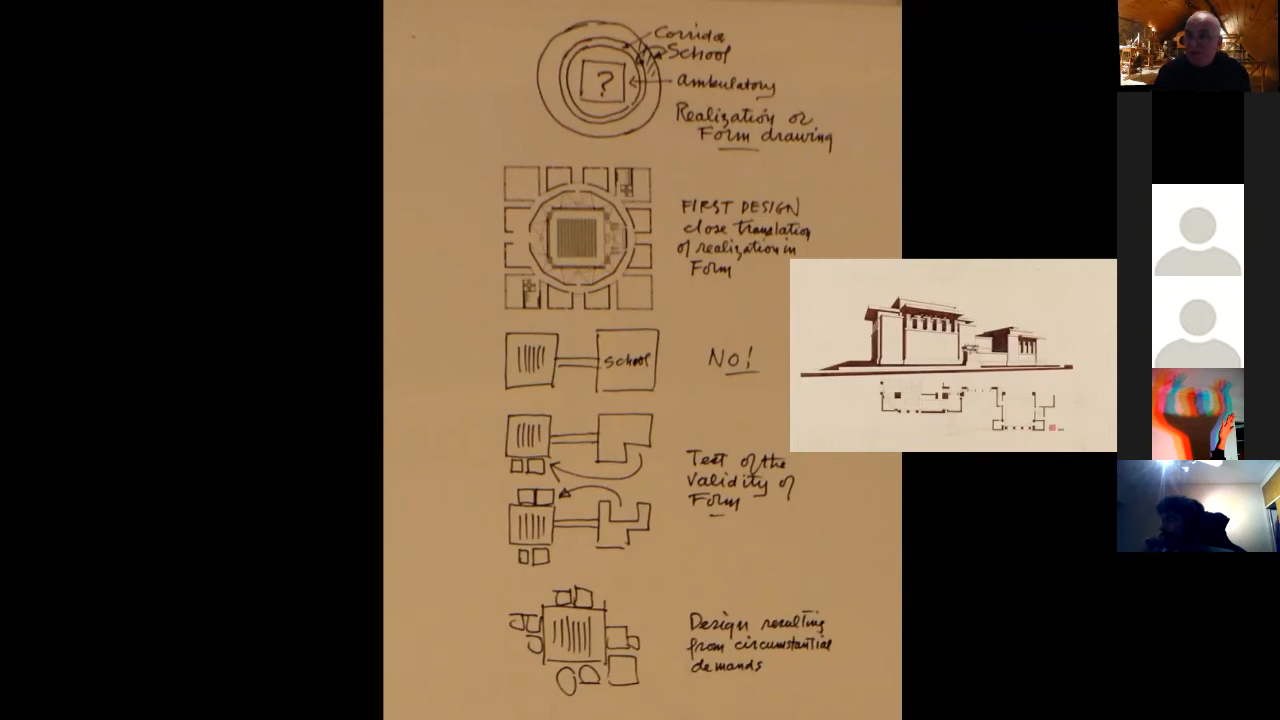 Corridor
School
ambulatory
?
Realization or
Form drawing
FIRST DESIGN
close translation
of realization in
Form
School
NO!
Test of the
validity of
Form
Design resulting
from circumstantial
demands